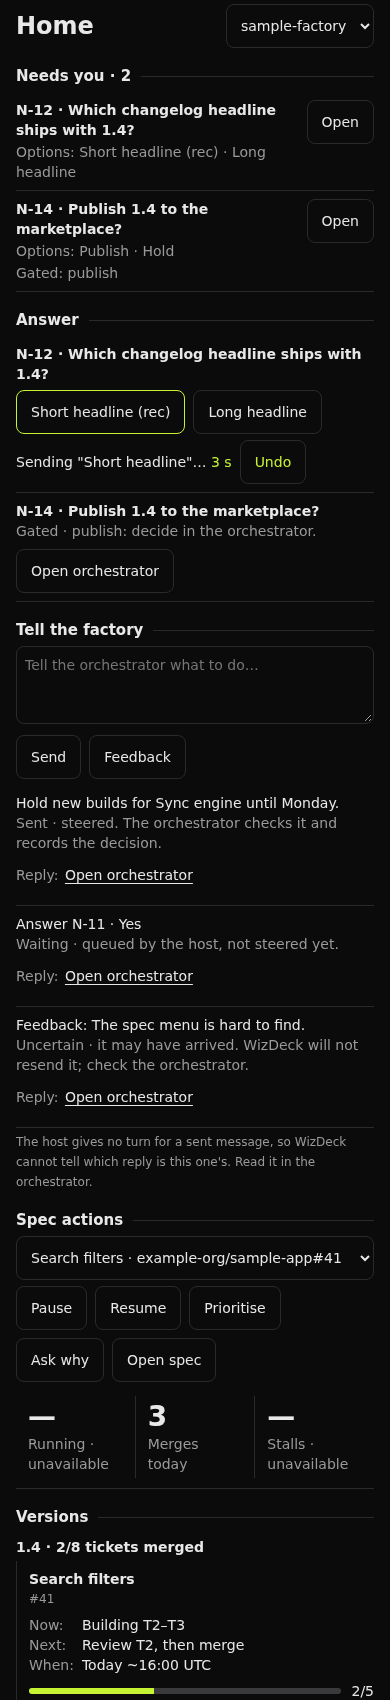 Home
sample-factory
Needs you · 2
N-12 · Which changelog headline
ships with 1.4?
Open
Options: Short headline (rec) · Long
headline
N-14 · Publish 1.4 to the
marketplace?
Open
Options: Publish · Hold
Gated: publish
Answer
N-12 · Which changelog headline ships with
1.4?
Short headline (rec)
Long headline
Sending "Short headline"… 3 s
Undo
N-14 · Publish 1.4 to the marketplace?
Gated · publish: decide in the orchestrator.
Open orchestrator
Tell the factory
Tell the orchestrator what to do…
Send
Feedback
Hold new builds for Sync engine until Monday.
Sent · steered. The orchestrator checks it and
records the decision.
Reply: Open orchestrator
Answer N-11 · Yes
Waiting · queued by the host, not steered yet.
Reply: Open orchestrator
Feedback: The spec menu is hard to find.
Uncertain · it may have arrived. WizDeck will not
resend it; check the orchestrator.
Reply: Open orchestrator
The host gives no turn for a sent message, so WizDeck
cannot tell which reply is this one's. Read it in the
orchestrator.
Spec actions
Search filters · example-org/sample-app#41
Pause
Resume
Prioritise
Ask why
Open spec
—
Running ·
unavailable
3
Merges
today
—
Stalls ·
unavailable
Versions
1.4 · 2/8 tickets merged
Search filters
#41
Now: Building T2–T3
Next: Review T2, then merge
When: Today ~16:00 UTC
2/5